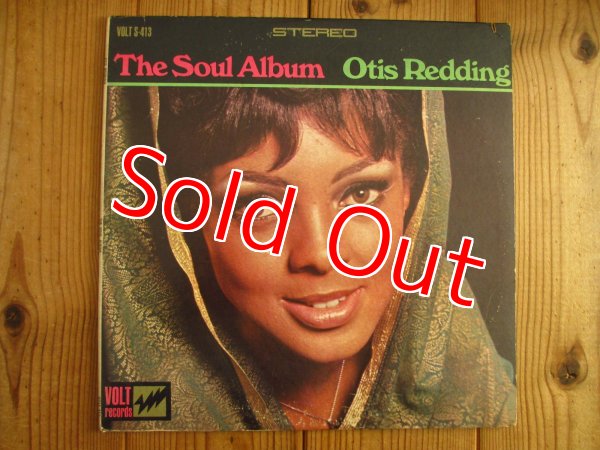 VOLT S-413
STEREO
The Soul Album Otis Redding
Sold Out
VOLT
records